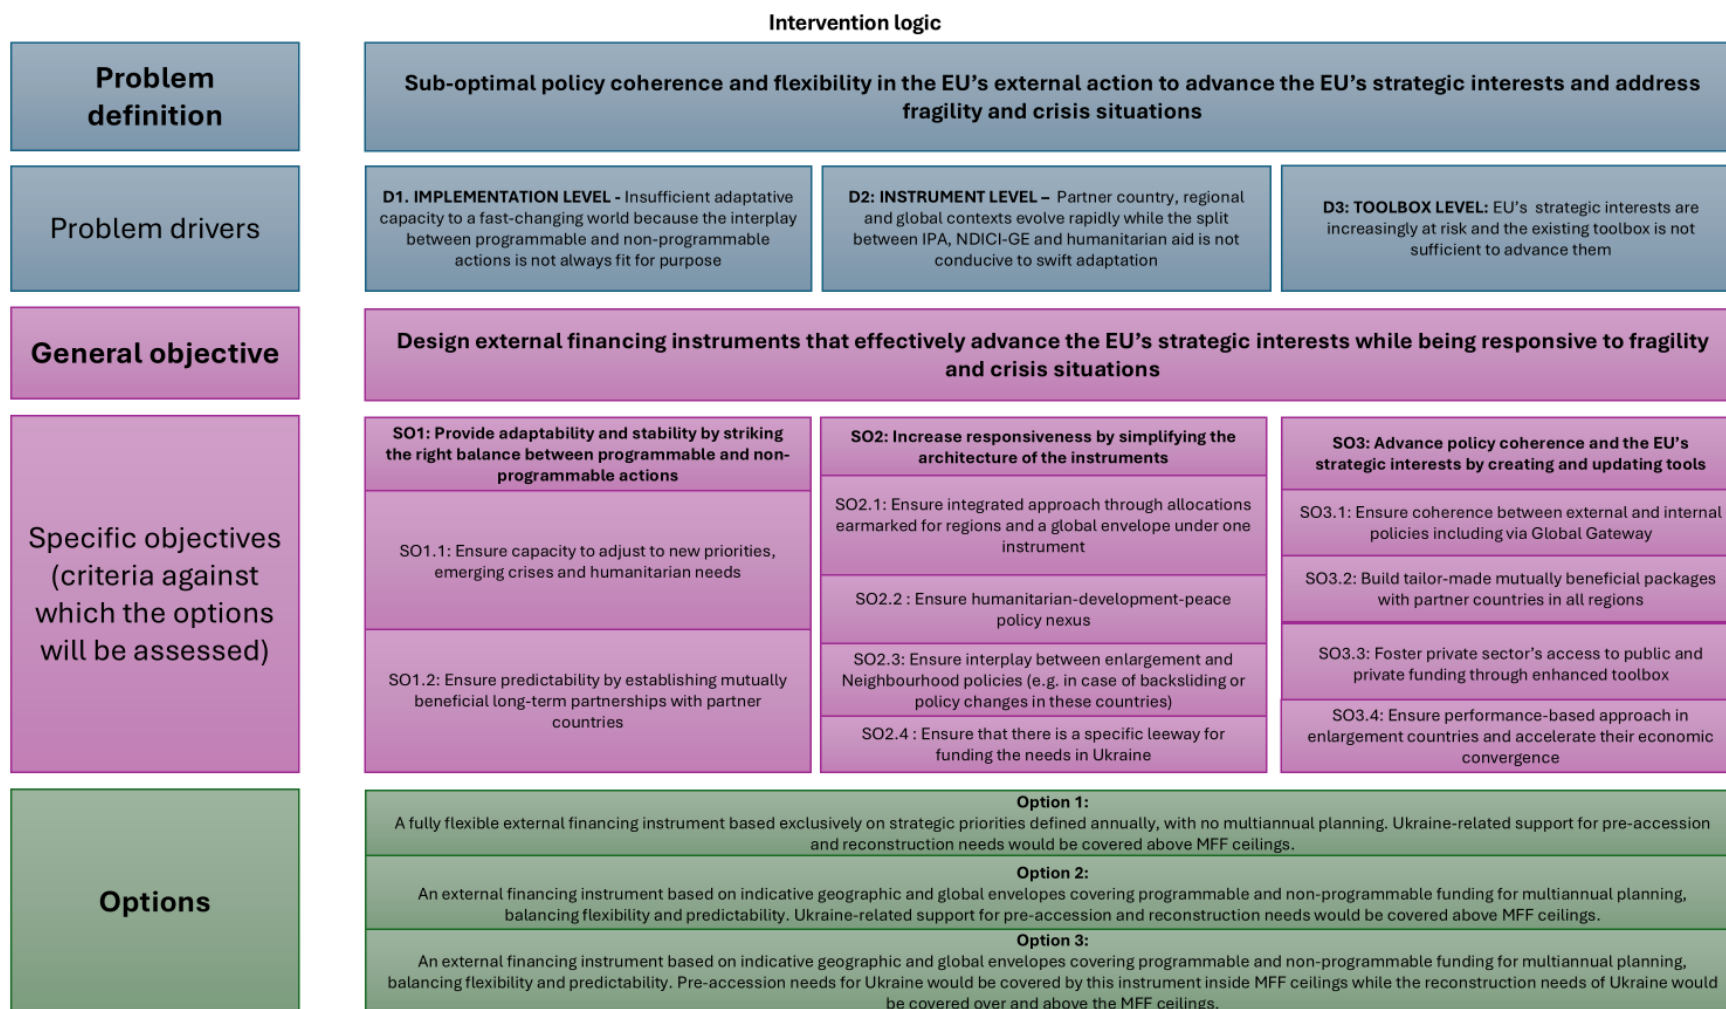 Intervention logic
Problem
definition
Sub-optimal policy coherence and flexibility in the EU's external action to advance the EU's strategic interests and address
fragility and crisis situations
Problem drivers
D1. IMPLEMENTATION LEVEL - Insufficient adaptative
capacity to a fast-changing world because the interplay
between programmable and non-programmable
actions is not always fit for purpose
D2: INSTRUMENT LEVEL – Partner country, regional
and global contexts evolve rapidly while the split
between IPA, NDICI-GE and humanitarian aid is not
conducive to swift adaptation
D3: TOOLBOX LEVEL: EU's strategic interests are
increasingly at risk and the existing toolbox is not
sufficient to advance them
General objective
Design external financing instruments that effectively advance the EU's strategic interests while being responsive to fragility
and crisis situations
Specific objectives
(criteria against
which the options
will be assessed)
SO1: Provide adaptability and stability by striking
the right balance between programmable and non-
programmable actions
SO1.1: Ensure capacity to adjust to new priorities,
emerging crises and humanitarian needs
SO1.2: Ensure predictability by establishing mutually
beneficial long-term partnerships with partner
countries
SO2: Increase responsiveness by simplifying the
architecture of the instruments
SO2.1: Ensure integrated approach through allocations
earmarked for regions and a global envelope under one
instrument
SO2.2 : Ensure humanitarian-development-peace
policy nexus
SO2.3: Ensure interplay between enlargement and
Neighbourhood policies (e.g. in case of backsliding or
policy changes in these countries)
SO2.4 : Ensure that there is a specific leeway for
funding the needs in Ukraine
SO3: Advance policy coherence and the EU's
strategic interests by creating and updating tools
SO3.1: Ensure coherence between external and internal
policies including via Global Gateway
SO3.2: Build tailor-made mutually beneficial packages
with partner countries in all regions
SO3.3: Foster private sector's access to public and
private funding through enhanced toolbox
SO3.4: Ensure performance-based approach in
enlargement countries and accelerate their economic
convergence
Options
Option 1:
A fully flexible external financing instrument based exclusively on strategic priorities defined annually, with no multiannual planning. Ukraine-related support for pre-accession
and reconstruction needs would be covered above MFF ceilings.
Option 2:
An external financing instrument based on indicative geographic and global envelopes covering programmable and non-programmable funding for multiannual planning,
balancing flexibility and predictability. Ukraine-related support for pre-accession and reconstruction needs would be covered above MFF ceilings.
Option 3:
An external financing instrument based on indicative geographic and global envelopes covering programmable and non-programmable funding for multiannual planning,
balancing flexibility and predictability. Pre-accession needs for Ukraine would be covered by this instrument inside MFF ceilings while the reconstruction needs of Ukraine would
be covered over and above the MFF ceilings.